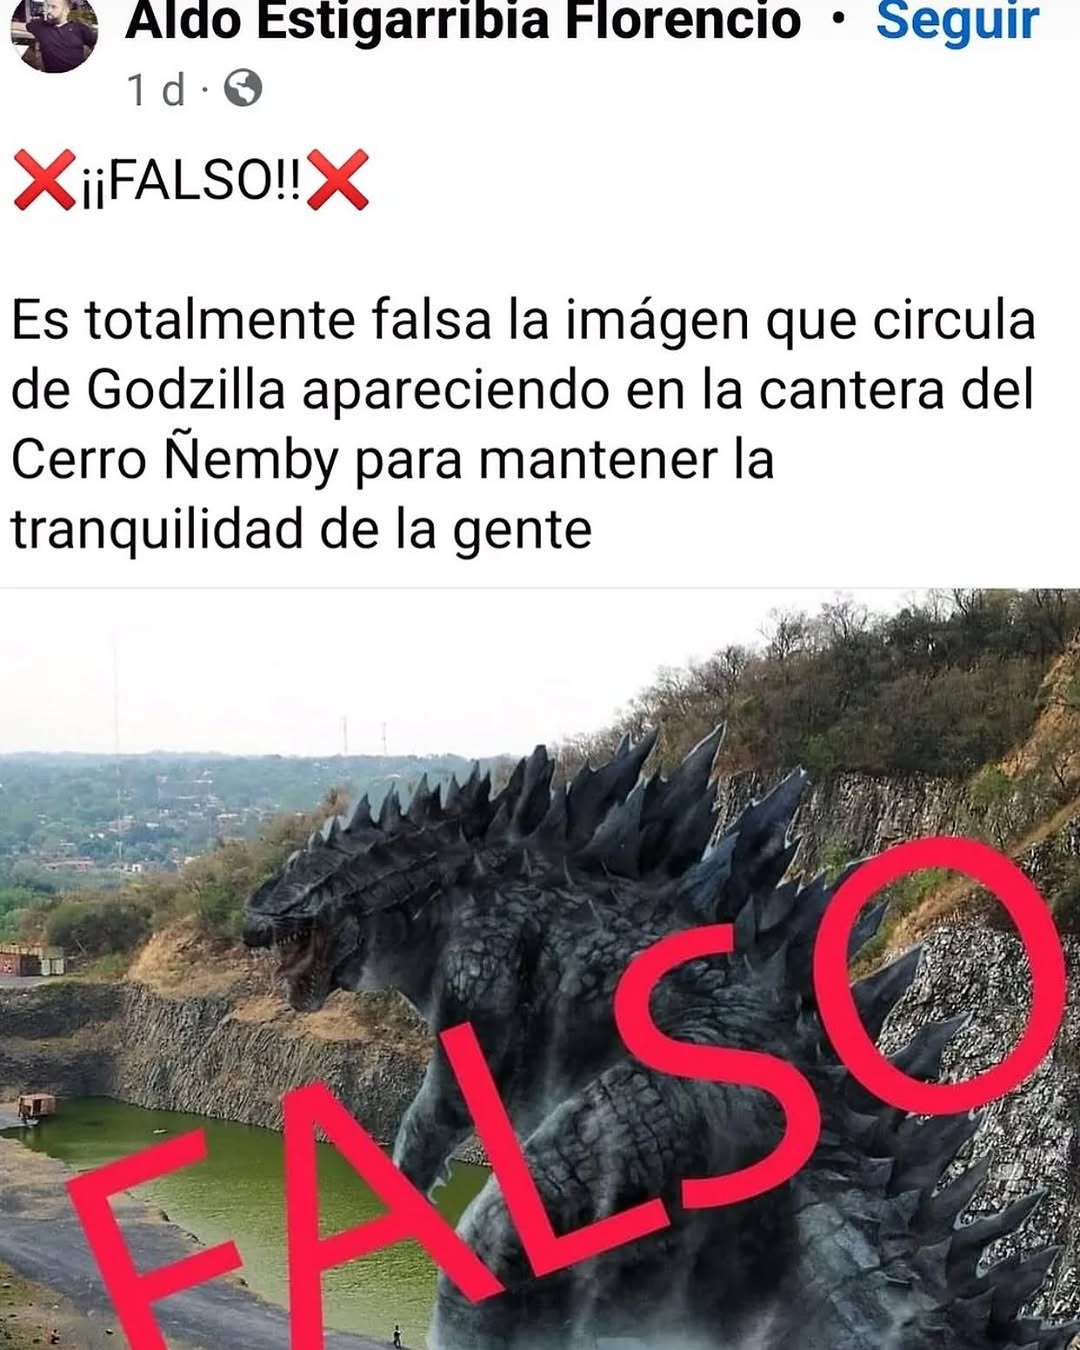 Aldo Estigarribia Florencio • Seguir
1 d ·
❌¡¡FALSO!!❌
Es totalmente falsa la imágen que circula
de Godzilla apareciendo en la cantera del
Cerro Ñemby para mantener la
tranquilidad de la gente
FALSO